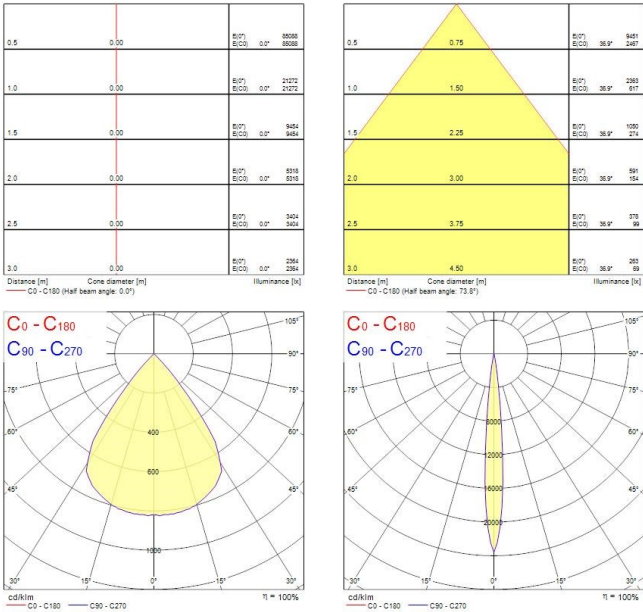 E(0°) 85088
0.5 0.00 E(C0) 0.0° 85088
E(0°) 21272
1.0 0.00 E(C0) 0.0° 21272
E(0°) 9454
1.5 0.00 E(C0) 0.0° 9454
E(0°) 5318
2.0 0.00 E(C0) 0.0° 5318
E(0°) 3404
2.5 0.00 E(C0) 0.0° 3404
E(0°) 2364
3.0 0.00 E(C0) 0.0° 2364
Distance [m] Cone diameter [m] Illuminance [lx]
C0 - C180 (Half beam angle: 0.0°)
E(0°) 9451
0.5 0.75 E(C0) 36.9° 2467
E(0°) 2363
1.0 1.50 E(C0) 36.9° 617
E(0°) 1050
1.5 2.25 E(C0) 36.9° 274
E(0°) 591
2.0 3.00 E(C0) 36.9° 154
E(0°) 378
2.5 3.75 E(C0) 36.9° 99
E(0°) 263
3.0 4.50 E(C0) 36.9° 69
Distance [m] Cone diameter [m] Illuminance [lx]
C0 - C180 (Half beam angle: 73.8°)
C0 - C180
C90 - C270
105°
90°
75° 75°
400
60° 60°
600
45° 45°
1000
30° 15° 0° 15° 30°
cd/klm η = 100%
C0 - C180 C90 - C270
C0 - C180
C90 - C270
105°
90°
75° 75°
8000
60° 60°
12000
16000
45° 45°
20000
30° 15° 0° 15° 30°
cd/klm η = 100%
C0 - C180 C90 - C270